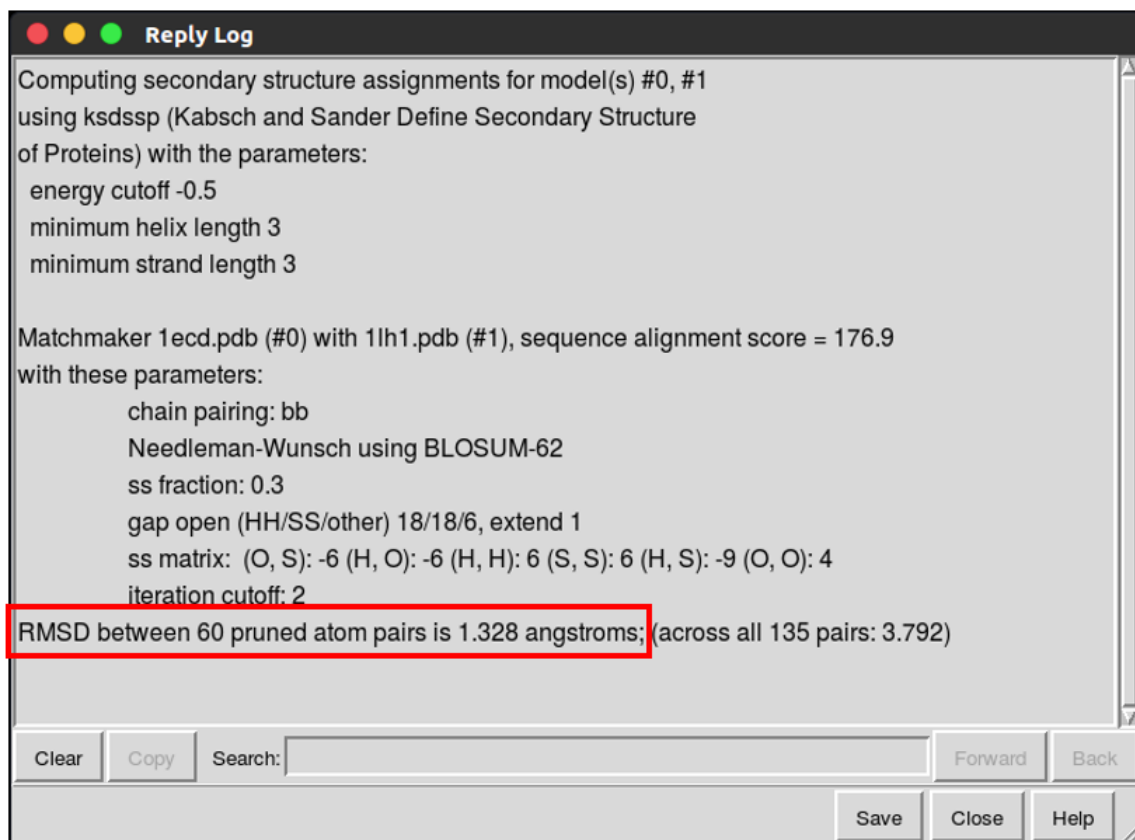 Reply Log
Computing secondary structure assignments for model(s) #0, #1
using ksdssp (Kabsch and Sander Define Secondary Structure
of Proteins) with the parameters:
energy cutoff -0.5
minimum helix length 3
minimum strand length 3
Matchmaker 1ecd.pdb (#0) with 1lh1.pdb (#1), sequence alignment score = 176.9
with these parameters:
chain pairing: bb
Needleman-Wunsch using BLOSUM-62
ss fraction: 0.3
gap open (HH/SS/other) 18/18/6, extend 1
ss matrix: (O, S): -6 (H, O): -6 (H, H): 6 (S, S): 6 (H, S): -9 (O, O): 4
iteration cutoff: 2
RMSD between 60 pruned atom pairs is 1.328 angstroms; (across all 135 pairs: 3.792)
Clear Copy Search: Forward Back
Save Close Help